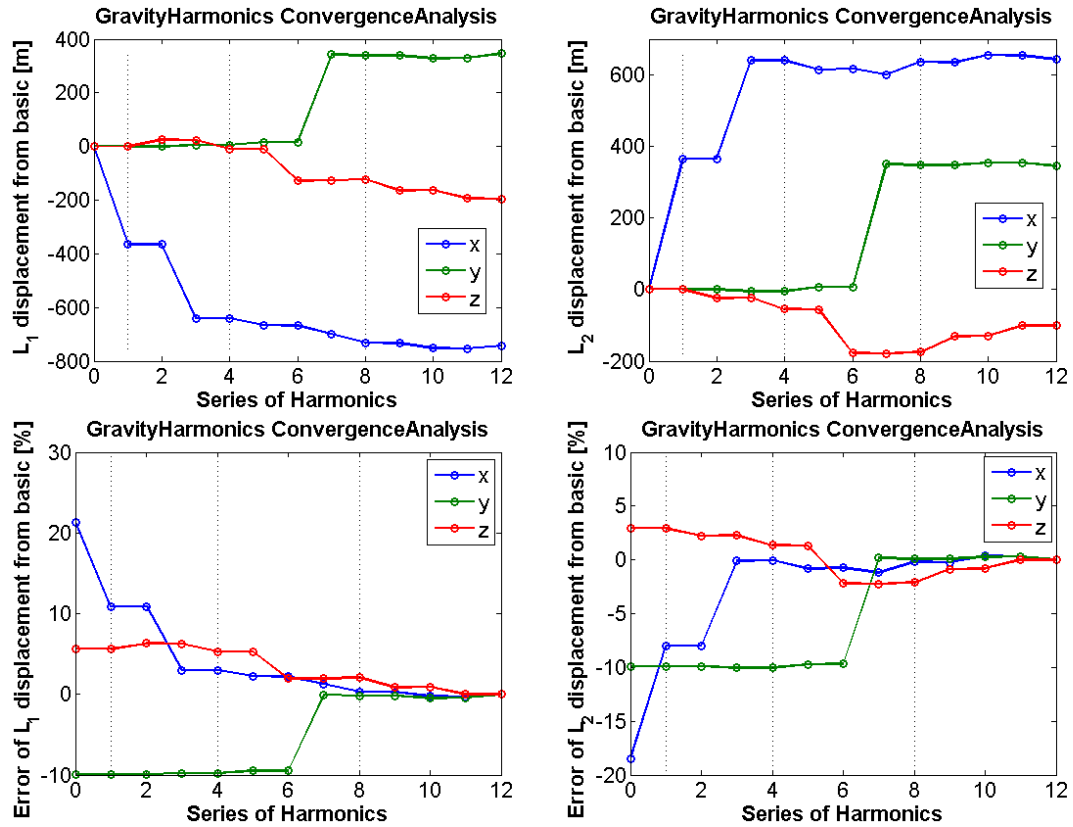 GravityHarmonics ConvergenceAnalysis
L1 displacement from basic [m]
400
200
0
-200
-400
-600
-800
x
y
z
0 2 4 6 8 10 12
Series of Harmonics
GravityHarmonics ConvergenceAnalysis
L2 displacement from basic [m]
600
400
200
0
-200
x
y
z
0 2 4 6 8 10 12
Series of Harmonics
GravityHarmonics ConvergenceAnalysis
Error of L1 displacement from basic [%]
30
20
10
0
-10
x
y
z
0 2 4 6 8 10 12
Series of Harmonics
GravityHarmonics ConvergenceAnalysis
Error of L2 displacement from basic [%]
10
5
0
-5
-10
-15
-20
x
y
z
0 2 4 6 8 10 12
Series of Harmonics